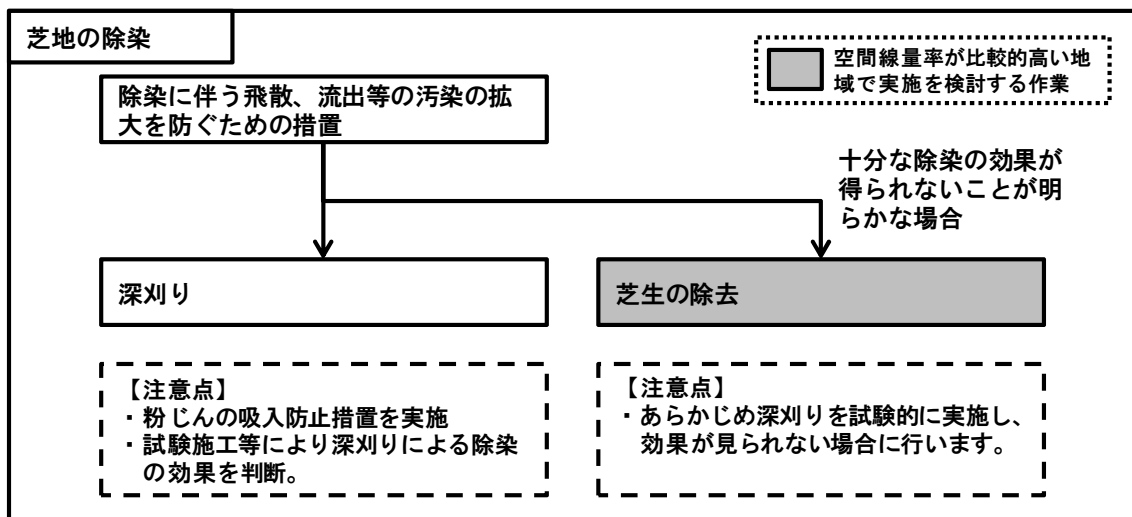 芝地の除染
空間線量率が比較的高い地
域で実施を検討する作業
除染に伴う飛散、流出等の汚染の拡
大を防ぐための措置
十分な除染の効果が
得られないことが明
らかな場合
深刈り
芝生の除去
【注意点】
・粉じんの吸入防止措置を実施
・試験施工等により深刈りによる除染
の効果を判断。
【注意点】
・あらかじめ深刈りを試験的に実施し、
効果が見られない場合に行います。